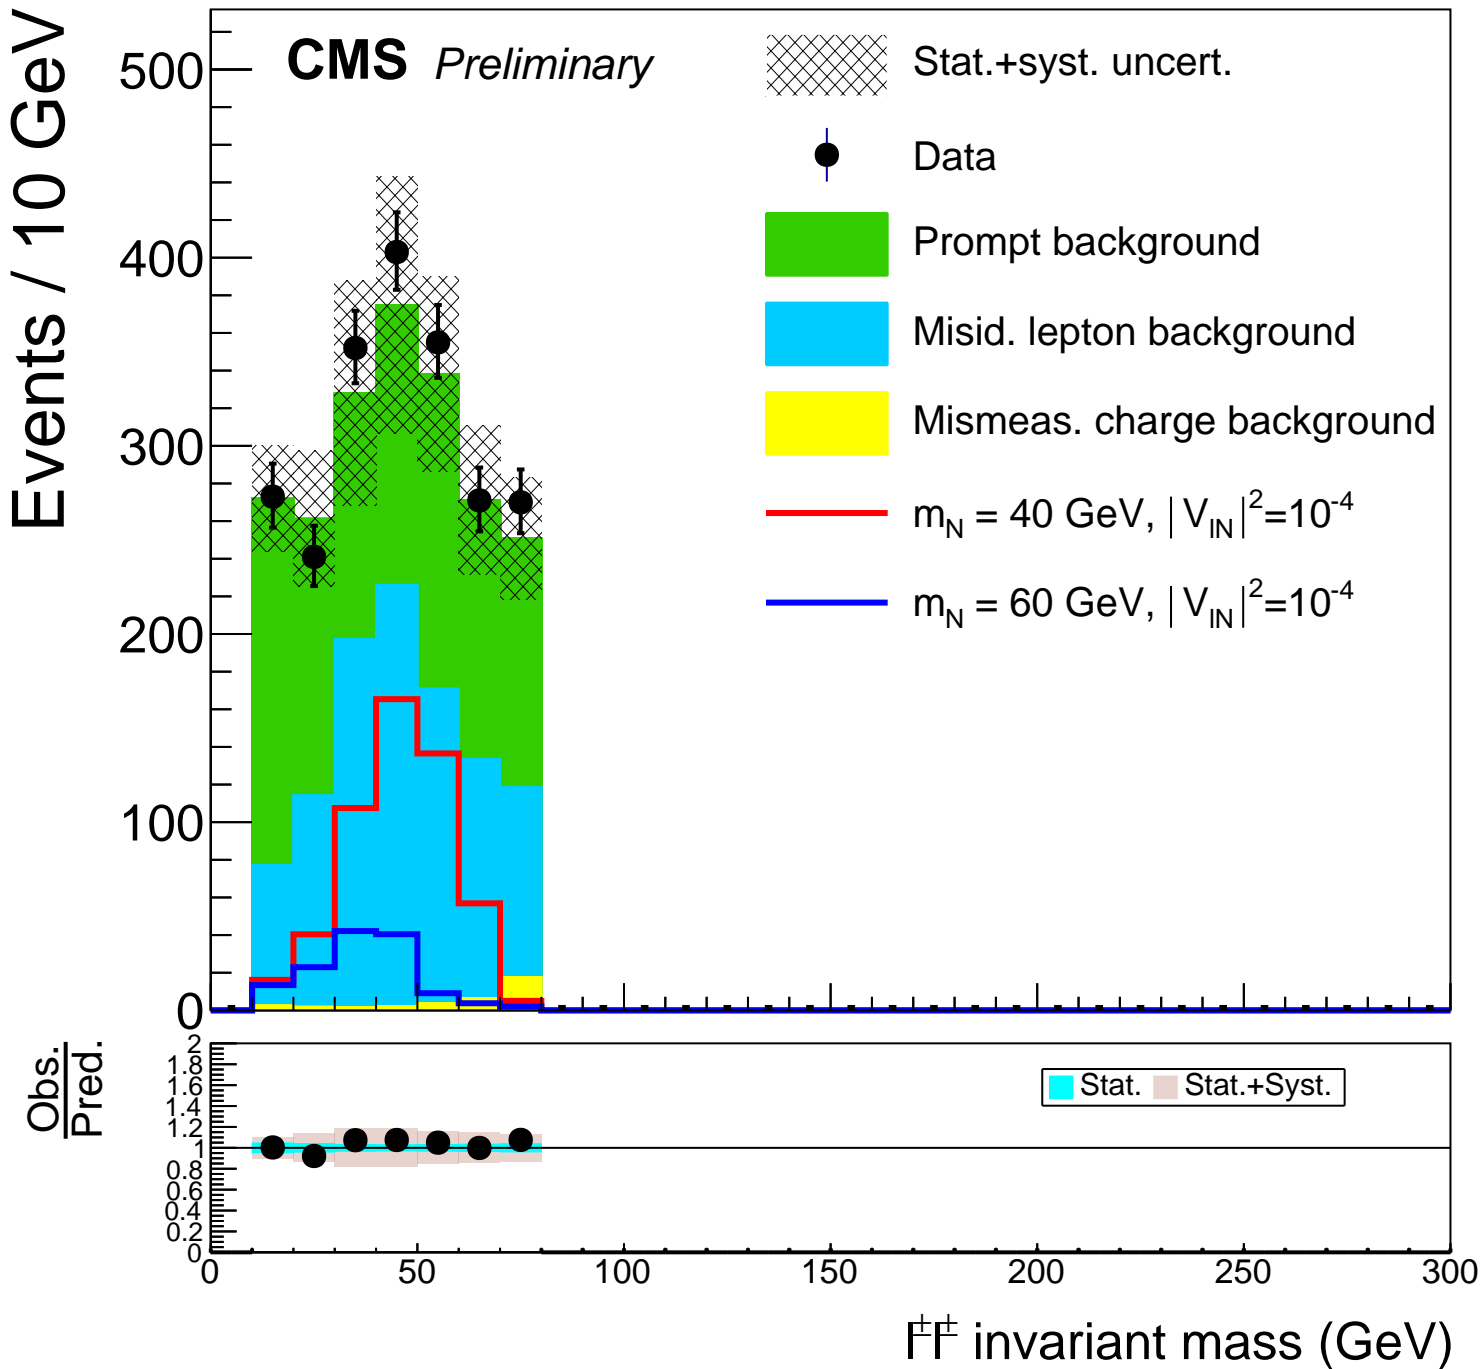 CMS Preliminary
Events / 10 GeV
500
400
300
200
100
0
Stat.+syst. uncert.
Data
Prompt background
Misid. lepton background
Mismeas. charge background
m_N = 40 GeV, |V_lN|^2=10^-4
m_N = 60 GeV, |V_lN|^2=10^-4
Obs.
Pred.
2
1.8
1.6
1.4
1.2
1
0.8
0.6
0.4
0.2
0
Stat. Stat.+Syst.
0 50 100 150 200 250 300
l^±l^± invariant mass (GeV)